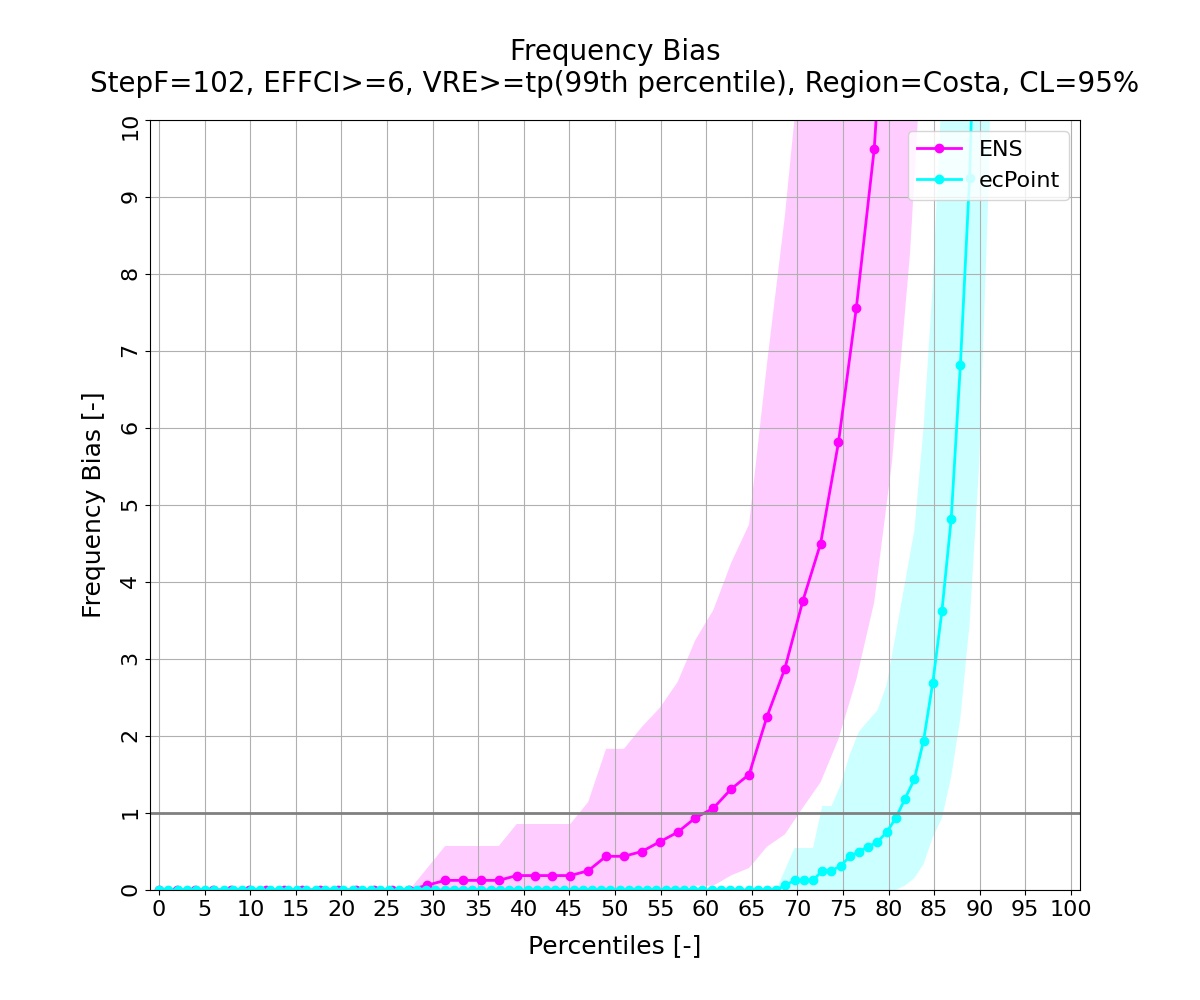 Frequency Bias
StepF=102, EFFCI>=6, VRE>=tp(99th percentile), Region=Costa, CL=95%
10
9
8
7
6
5
4
3
2
1
0
Frequency Bias [-]
ENS
ecPoint
0 5 10 15 20 25 30 35 40 45 50 55 60 65 70 75 80 85 90 95 100
Percentiles [-]